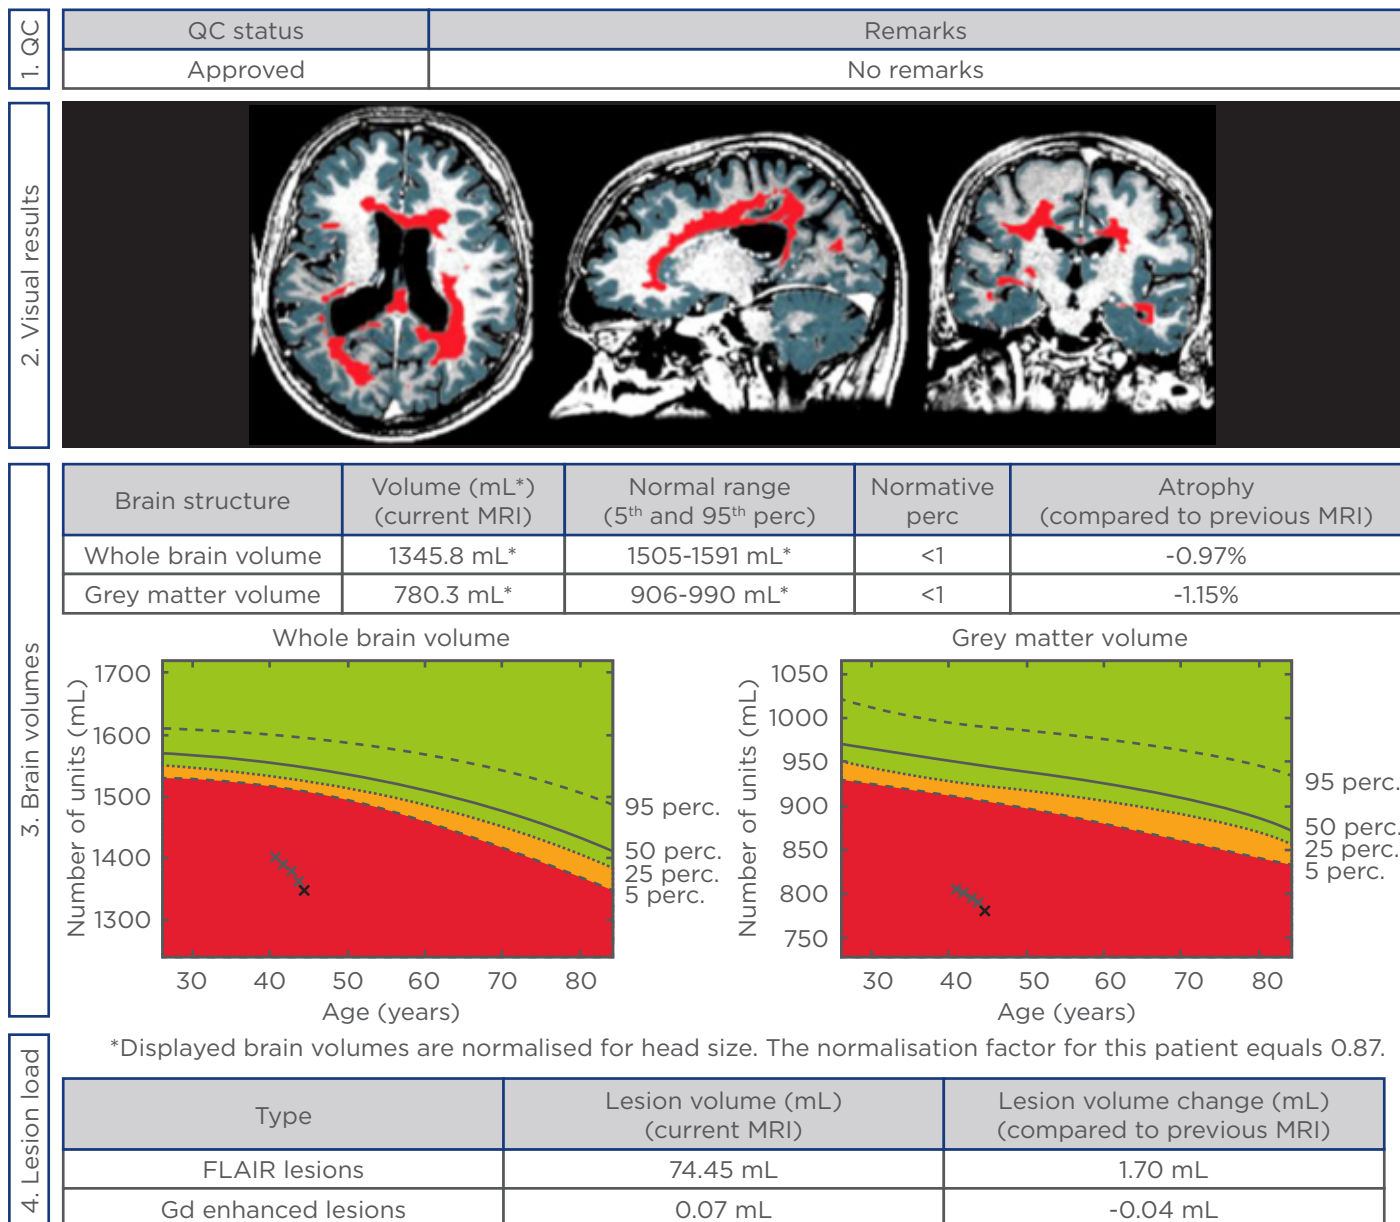 1. QC
QC status Remarks
Approved No remarks
2. Visual results
3. Brain volumes
Brain structure Volume (mL*) (current MRI) Normal range (5th and 95th perc) Normative perc Atrophy (compared to previous MRI)
Whole brain volume 1345.8 mL* 1505-1591 mL* <1 -0.97%
Grey matter volume 780.3 mL* 906-990 mL* <1 -1.15%
Whole brain volume
Number of units (mL)
1700
1600
1500
1400
1300
95 perc.
50 perc.
25 perc.
5 perc.
30 40 50 60 70 80
Age (years)
Grey matter volume
Number of units (mL)
1050
1000
950
900
850
800
750
95 perc.
50 perc.
25 perc.
5 perc.
30 40 50 60 70 80
Age (years)
*Displayed brain volumes are normalised for head size. The normalisation factor for this patient equals 0.87.
4. Lesion load
Type Lesion volume (mL) (current MRI) Lesion volume change (mL) (compared to previous MRI)
FLAIR lesions 74.45 mL 1.70 mL
Gd enhanced lesions 0.07 mL -0.04 mL